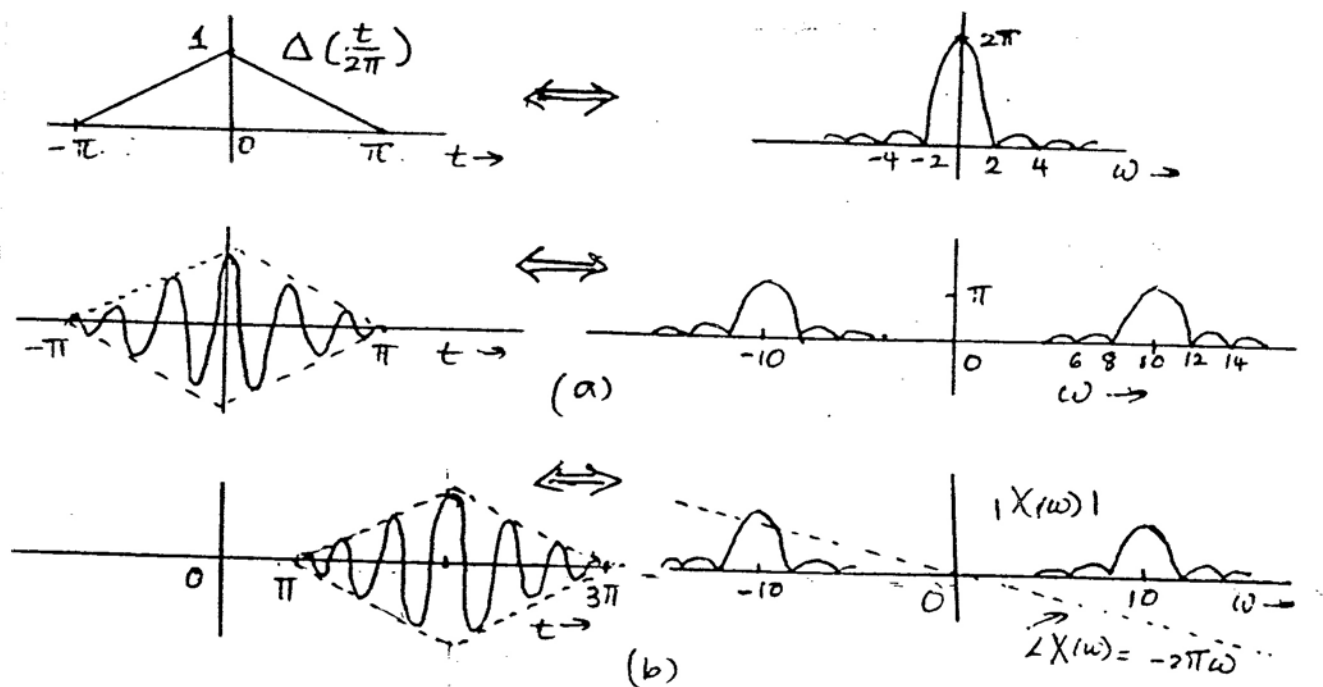 1 Δ(t/2π) 2π
-π 0 π t→ -4 -2 2 4 ω→
π
-π π t→ -10 0 6 8 10 12 14
(a) ω→
|X(ω)|
0 π 3π -10 0 10 ω→
t→ ∠X(ω) = -2πω
(b)